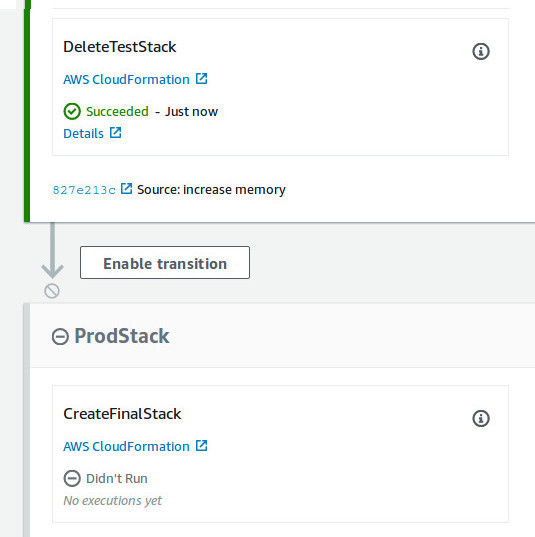 DeleteTestStack
AWS CloudFormation
Succeeded - Just now
Details
827e213c Source: increase memory
Enable transition
ProdStack
CreateFinalStack
AWS CloudFormation
Didn't Run
No executions yet